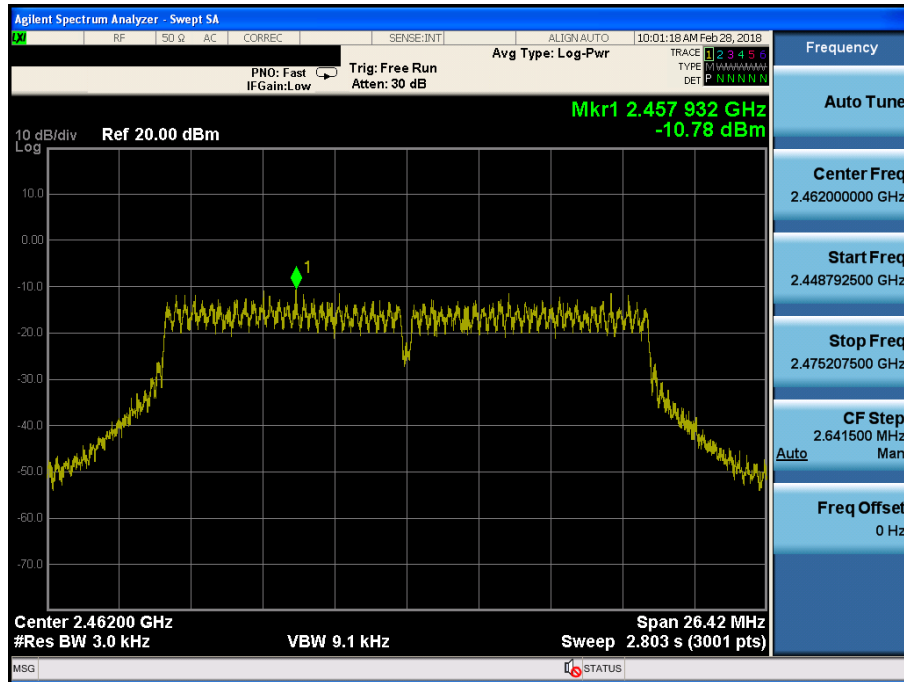 Agilent Spectrum Analyzer - Swept SA
LXI RF 50 Ω AC CORREC SENSE:INT ALIGN AUTO 10:01:18 AM Feb 28, 2018
PNO: Fast
IFGain:Low
Trig: Free Run
Atten: 30 dB
Avg Type: Log-Pwr
TRACE 1 2 3 4 5 6
TYPE M WWWWW
DET P N N N N N
Mkr1 2.457 932 GHz
-10.78 dBm
10 dB/div
Log
Ref 20.00 dBm
10.0
0.00
-10.0
-20.0
-30.0
-40.0
-50.0
-60.0
-70.0
1
Center 2.46200 GHz
#Res BW 3.0 kHz
VBW 9.1 kHz
Span 26.42 MHz
Sweep 2.803 s (3001 pts)
MSG
STATUS
Frequency
Auto Tune
Center Freq
2.462000000 GHz
Start Freq
2.448792500 GHz
Stop Freq
2.475207500 GHz
CF Step
2.641500 MHz
Auto Man
Freq Offset
0 Hz